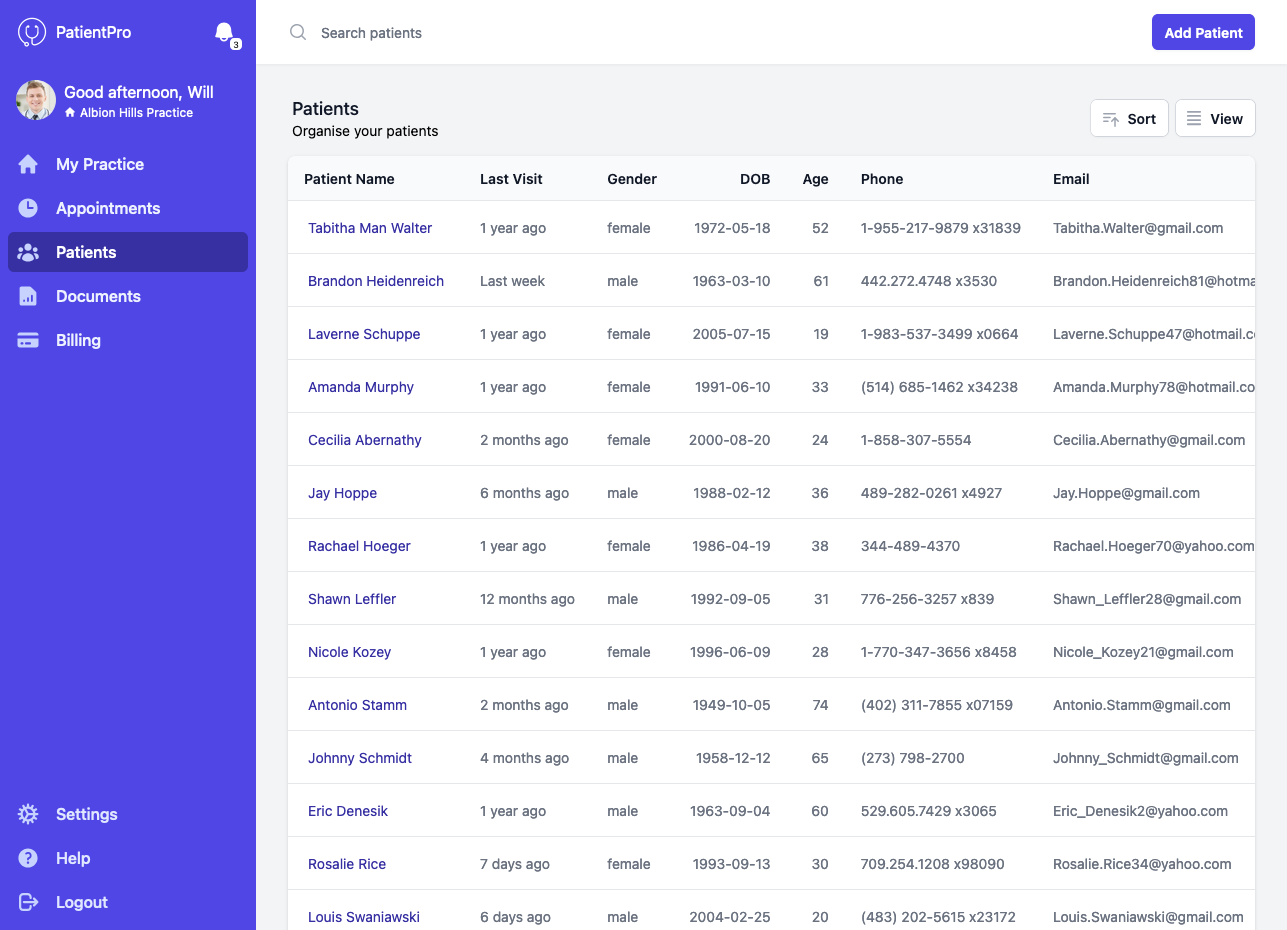 PatientPro
3
Good afternoon, Will
Albion Hills Practice
My Practice
Appointments
Patients
Documents
Billing
Settings
Help
Logout
Search patients
Add Patient
Patients
Organise your patients
Sort
View
Patient Name Last Visit Gender DOB Age Phone Email
Tabitha Man Walter 1 year ago female 1972-05-18 52 1-955-217-9879 x31839 Tabitha.Walter@gmail.com
Brandon Heidenreich Last week male 1963-03-10 61 442.272.4748 x3530 Brandon.Heidenreich81@hotma
Laverne Schuppe 1 year ago female 2005-07-15 19 1-983-537-3499 x0664 Laverne.Schuppe47@hotmail.c
Amanda Murphy 1 year ago female 1991-06-10 33 (514) 685-1462 x34238 Amanda.Murphy78@hotmail.co
Cecilia Abernathy 2 months ago female 2000-08-20 24 1-858-307-5554 Cecilia.Abernathy@gmail.com
Jay Hoppe 6 months ago male 1988-02-12 36 489-282-0261 x4927 Jay.Hoppe@gmail.com
Rachael Hoeger 1 year ago female 1986-04-19 38 344-489-4370 Rachael.Hoeger70@yahoo.com
Shawn Leffler 12 months ago male 1992-09-05 31 776-256-3257 x839 Shawn_Leffler28@gmail.com
Nicole Kozey 1 year ago female 1996-06-09 28 1-770-347-3656 x8458 Nicole_Kozey21@gmail.com
Antonio Stamm 2 months ago male 1949-10-05 74 (402) 311-7855 x07159 Antonio.Stamm@gmail.com
Johnny Schmidt 4 months ago male 1958-12-12 65 (273) 798-2700 Johnny_Schmidt@gmail.com
Eric Denesik 1 year ago male 1963-09-04 60 529.605.7429 x3065 Eric_Denesik2@yahoo.com
Rosalie Rice 7 days ago female 1993-09-13 30 709.254.1208 x98090 Rosalie.Rice34@yahoo.com
Louis Swaniawski 6 days ago male 2004-02-25 20 (483) 202-5615 x23172 Louis.Swaniawski@gmail.com